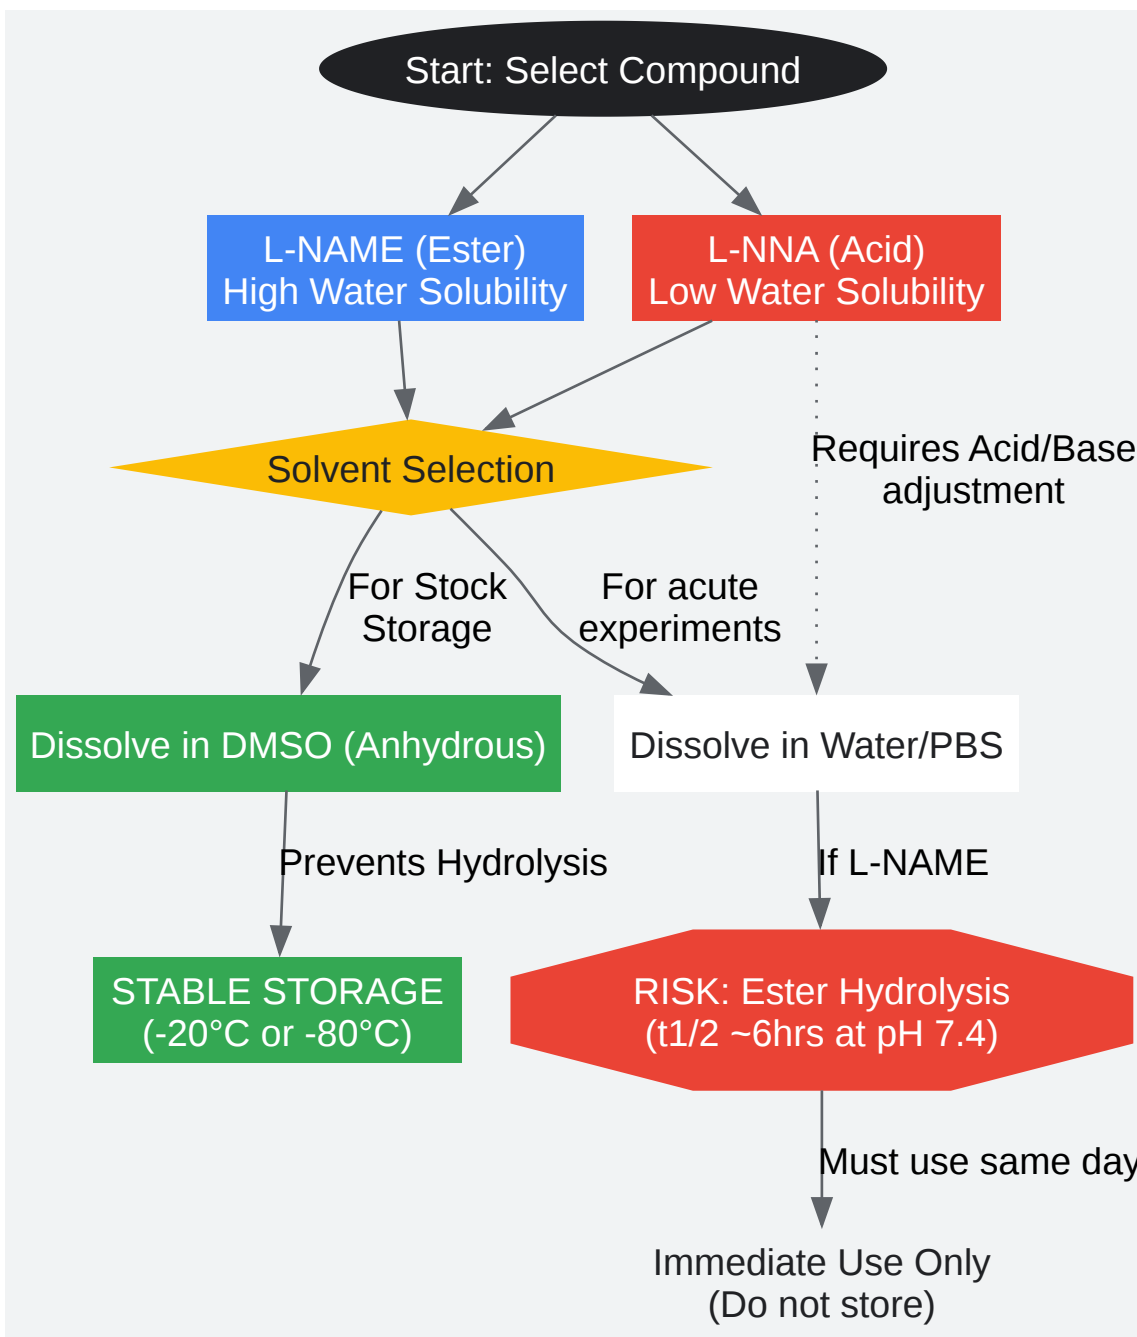 Start: Select Compound
L-NAME (Ester)
High Water Solubility
L-NNA (Acid)
Low Water Solubility
Solvent Selection
Requires Acid/Base
adjustment
For Stock
Storage
For acute
experiments
Dissolve in DMSO (Anhydrous)
Dissolve in Water/PBS
Prevents Hydrolysis
If L-NAME
STABLE STORAGE
(-20°C or -80°C)
RISK: Ester Hydrolysis
(t1/2 ~6hrs at pH 7.4)
Must use same day
Immediate Use Only
(Do not store)